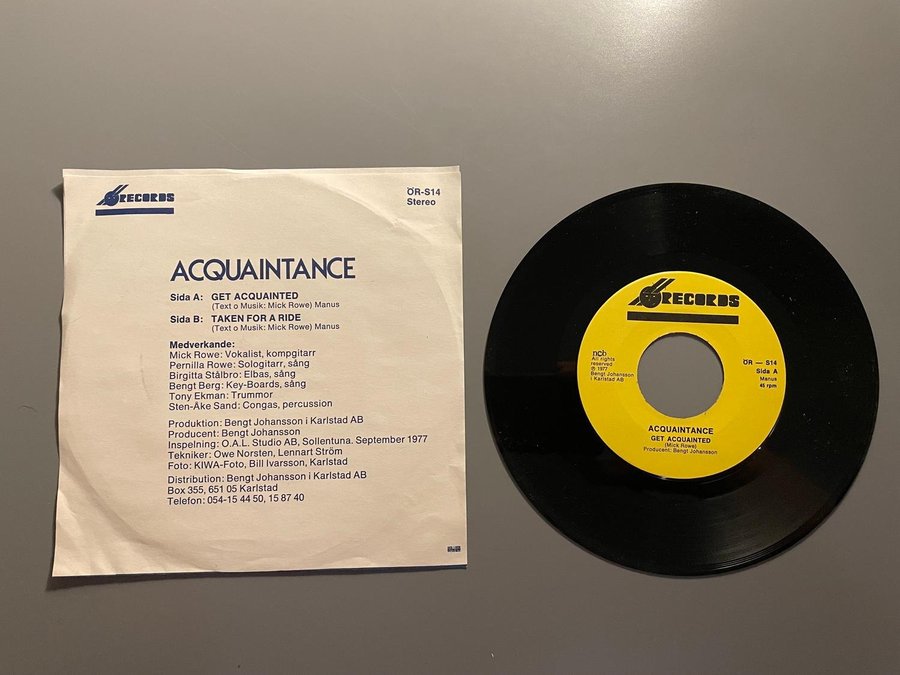 RECORDS
ÖR-S14
Stereo
ACQUAINTANCE
Sida A: GET ACQUAINTED
(Text o Musik: Mick Rowe) Manus
Sida B: TAKEN FOR A RIDE
(Text o Musik: Mick Rowe) Manus
Medverkande:
Mick Rowe: Vokalist, kompgitarr
Pernilla Rowe: Sologitarr, sång
Birgitta Stålbro: Elbas, sång
Bengt Berg: Key-Boards, sång
Tony Ekman: Trummor
Sten-Åke Sand: Congas, percussion
Produktion: Bengt Johansson i Karlstad AB
Producent: Bengt Johansson
Inspelning: O.A.L. Studio AB, Sollentuna. September 1977
Tekniker: Owe Norsten, Lennart Ström
Foto: KIWA-Foto, Bill Ivarsson, Karlstad
Distribution: Bengt Johansson i Karlstad AB
Box 355, 651 05 Karlstad
Telefon: 054-15 44 50, 15 87 40
RECORDS
ncb
All rights
reserved
℗ 1977
Bengt Johansson
i Karlstad AB
ÖR — S14
Sida A
Manus
45 rpm
ACQUAINTANCE
GET ACQUAINTED
(Mick Rowe)
Producent: Bengt Johansson